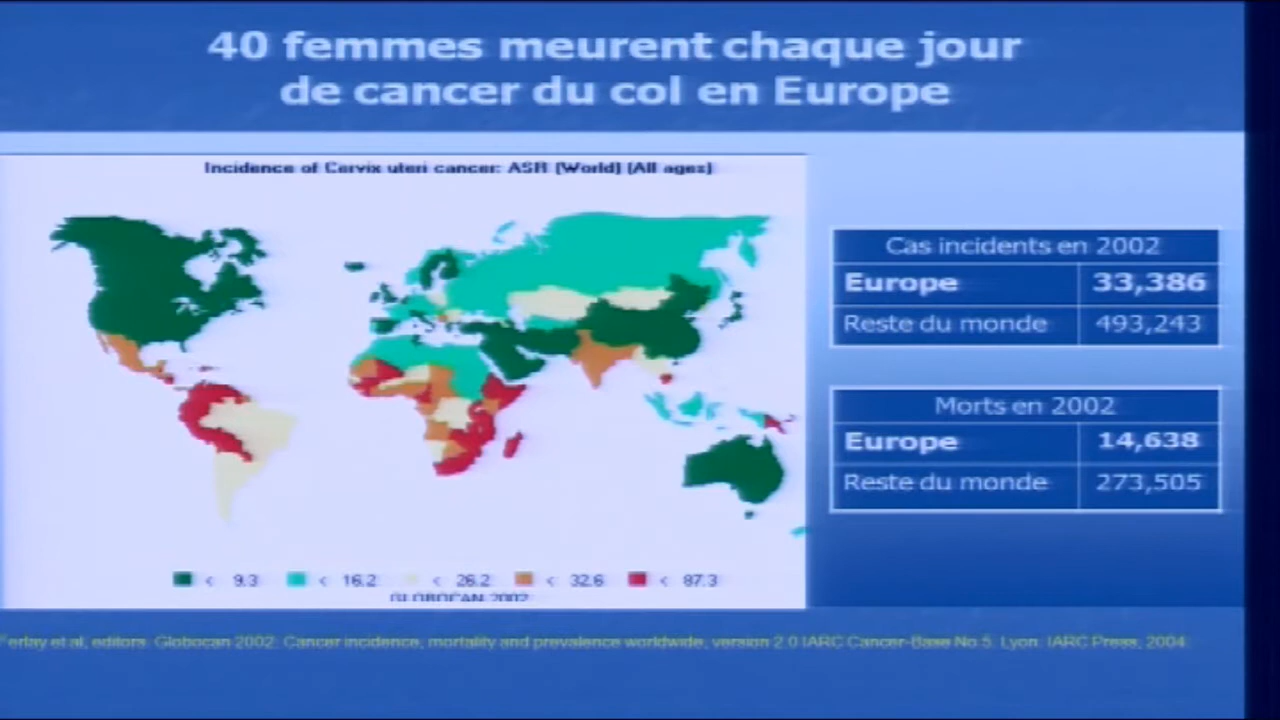 40 femmes meurent chaque jour
de cancer du col en Europe
Incidence of Cervix uteri cancer: ASR (World) (All ages)
Cas incidents en 2002
Europe 33,386
Reste du monde 493,243
Morts en 2002
Europe 14,638
Reste du monde 273,505
< 9.3 < 16.2 < 26.2 < 32.6 < 87.3
GLOBOCAN 2002
Ferlay et al, editors. Globocan 2002: Cancer incidence, mortality and prevalence worldwide, version 2.0 IARC Cancer-Base No 5. Lyon. IARC Press, 2004.